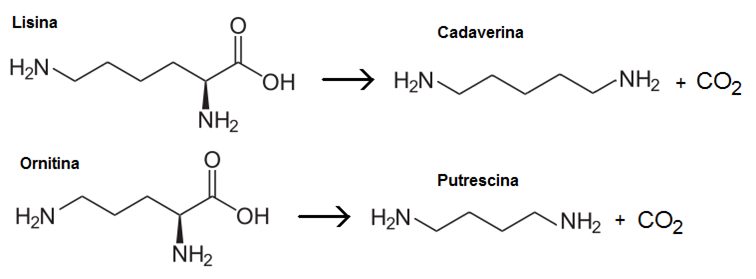 Lisina
O
H₂N
OH
NH₂
Cadaverina
H₂N
NH₂ + CO₂
Ornitina
O
H₂N
OH
NH₂
Putrescina
H₂N
NH₂ + CO₂